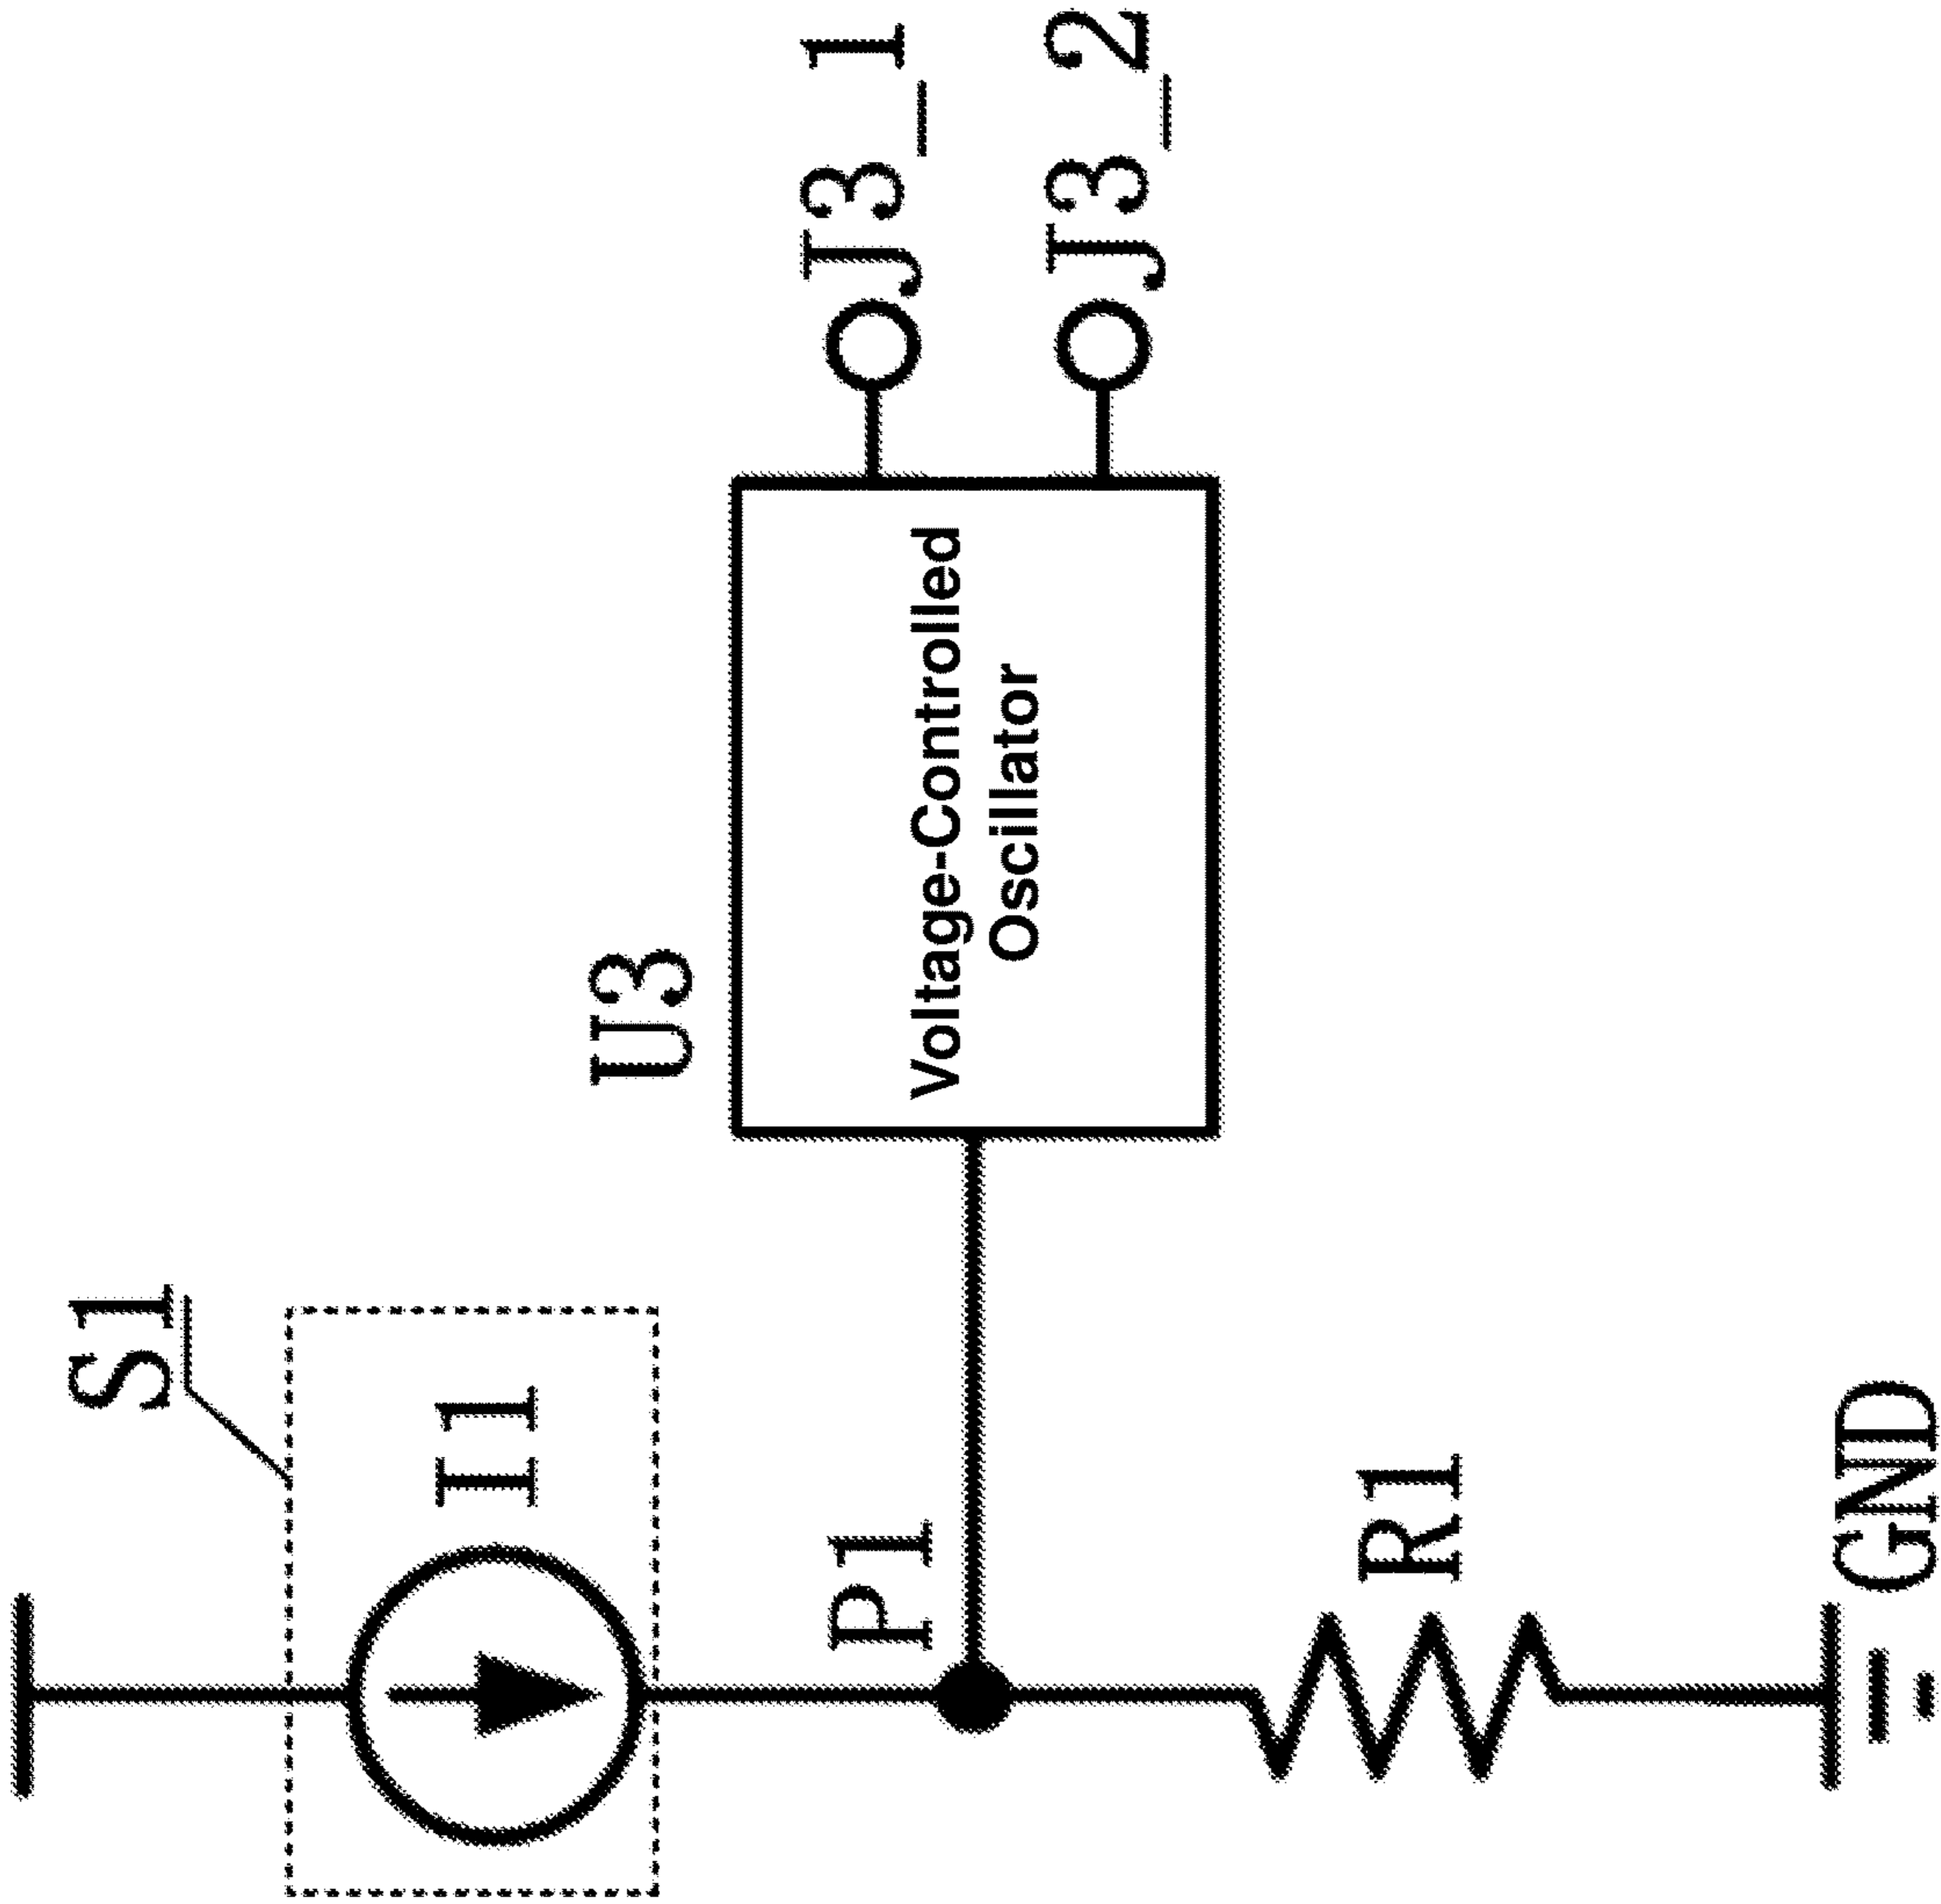 S1
I1
P1
R1
GND
U3
Voltage-Controlled
Oscillator
J3_1
J3_2